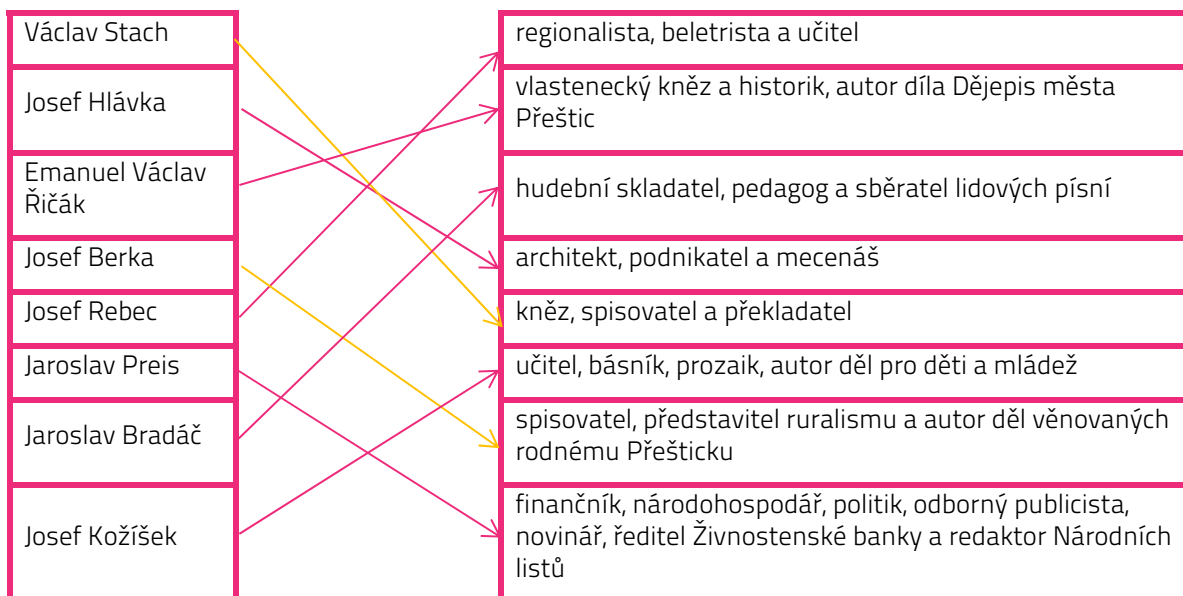 Václav Stach
regionalista, beletrista a učitel
Josef Hlávka
vlastenecký kněz a historik, autor díla Dějepis města
Přeštic
Emanuel Václav
Řičák
hudební skladatel, pedagog a sběratel lidových písní
Josef Berka
architekt, podnikatel a mecenáš
Josef Rebec
kněz, spisovatel a překladatel
Jaroslav Preis
učitel, básník, prozaik, autor děl pro děti a mládež
Jaroslav Bradáč
spisovatel, představitel ruralismu a autor děl věnovaných
rodnému Přešticku
Josef Kožíšek
finančník, národohospodář, politik, odborný publicista,
novinář, ředitel Živnostenské banky a redaktor Národních
listů